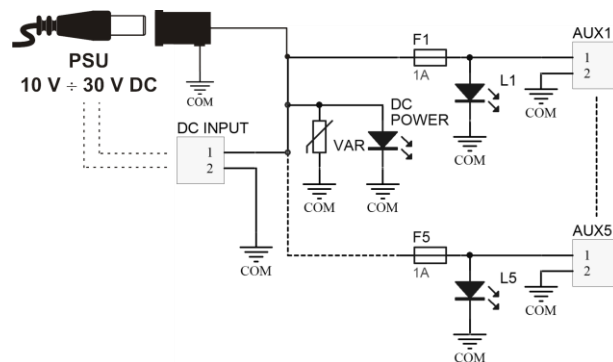 PSU
10 V ÷ 30 V DC
COM
DC INPUT
1
2
COM
VAR
COM
DC
POWER
COM
F1
1A
L1
COM
COM
AUX1
1
2
F5
1A
L5
COM
COM
AUX5
1
2